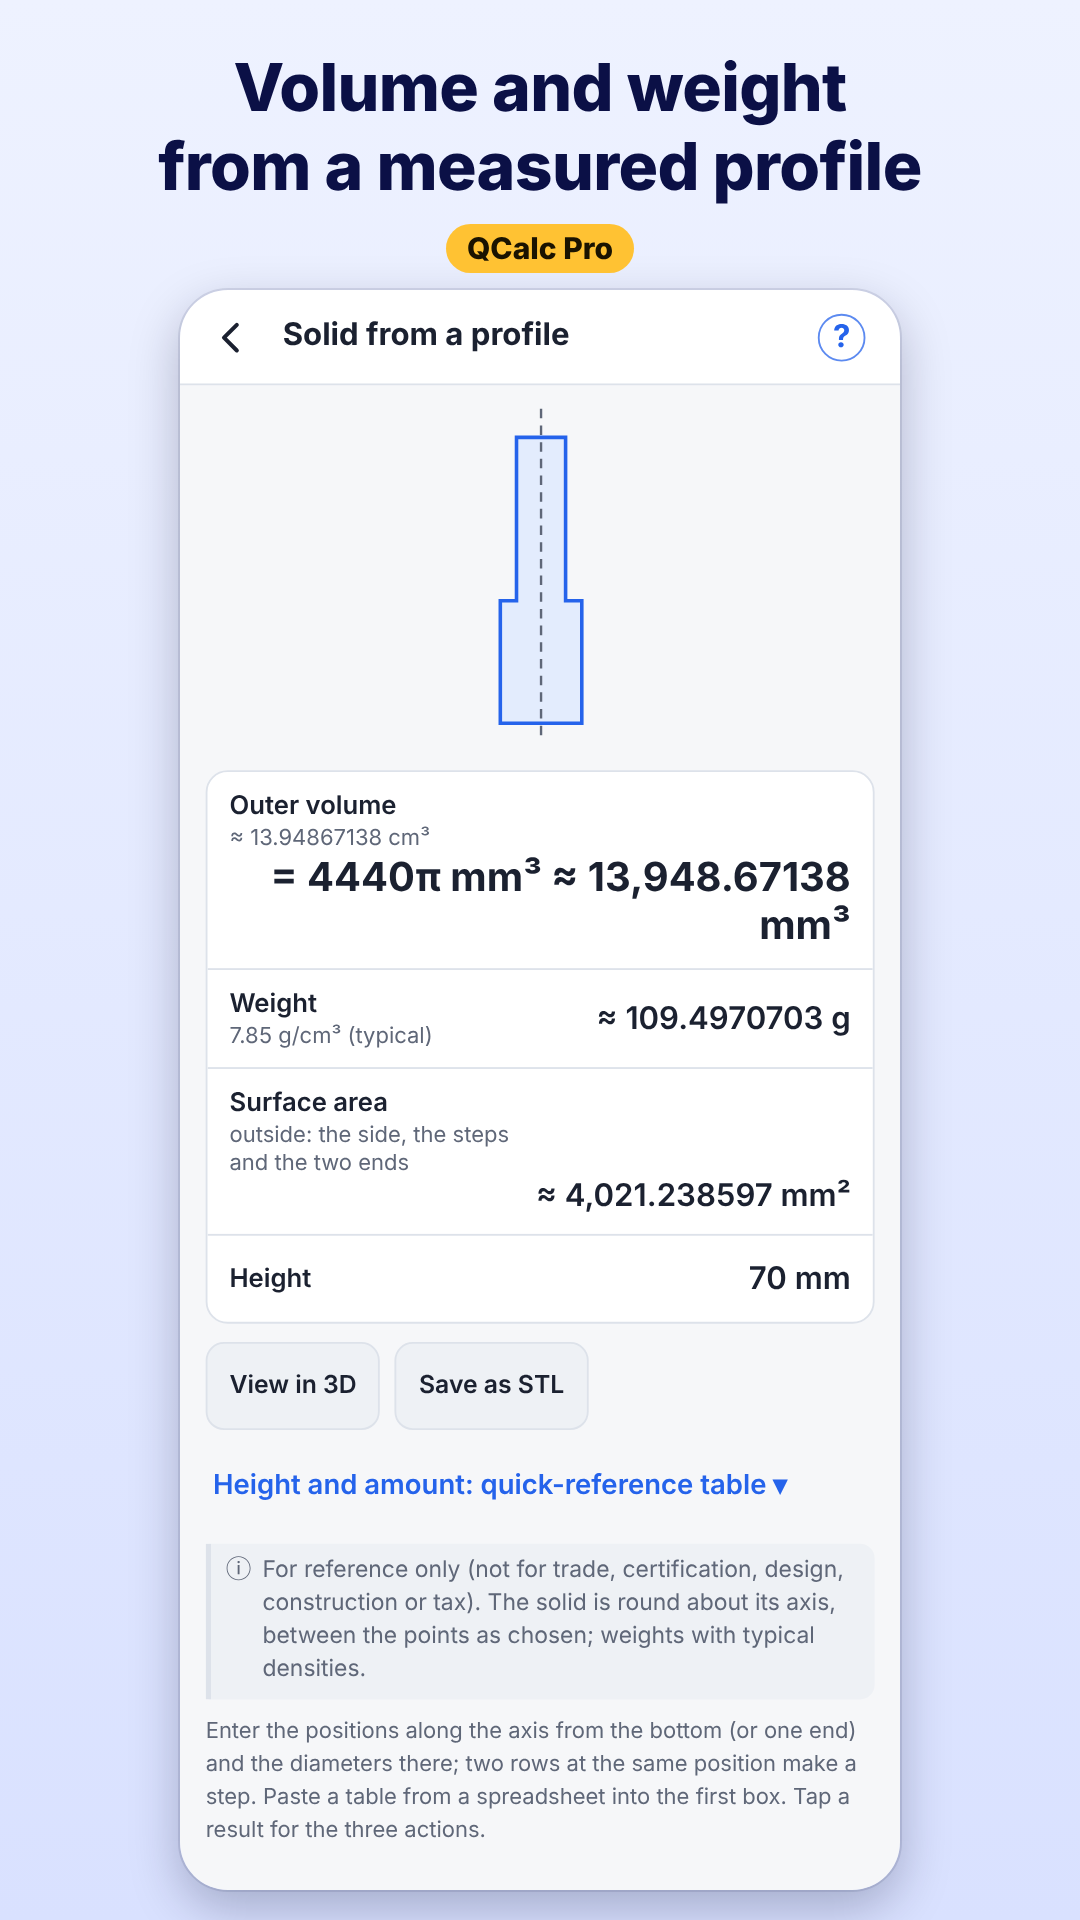 Volume and weight
from a measured profile
QCalc Pro
Solid from a profile
?
Outer volume
≈ 13.94867138 cm³
= 4440π mm³ ≈ 13,948.67138
mm³
Weight
7.85 g/cm³ (typical)
≈ 109.4970703 g
Surface area
outside: the side, the steps
and the two ends
≈ 4,021.238597 mm²
Height
70 mm
View in 3D
Save as STL
Height and amount: quick-reference table ▾
ⓘ For reference only (not for trade, certification, design,
construction or tax). The solid is round about its axis,
between the points as chosen; weights with typical
densities.
Enter the positions along the axis from the bottom (or one end)
and the diameters there; two rows at the same position make a
step. Paste a table from a spreadsheet into the first box. Tap a
result for the three actions.